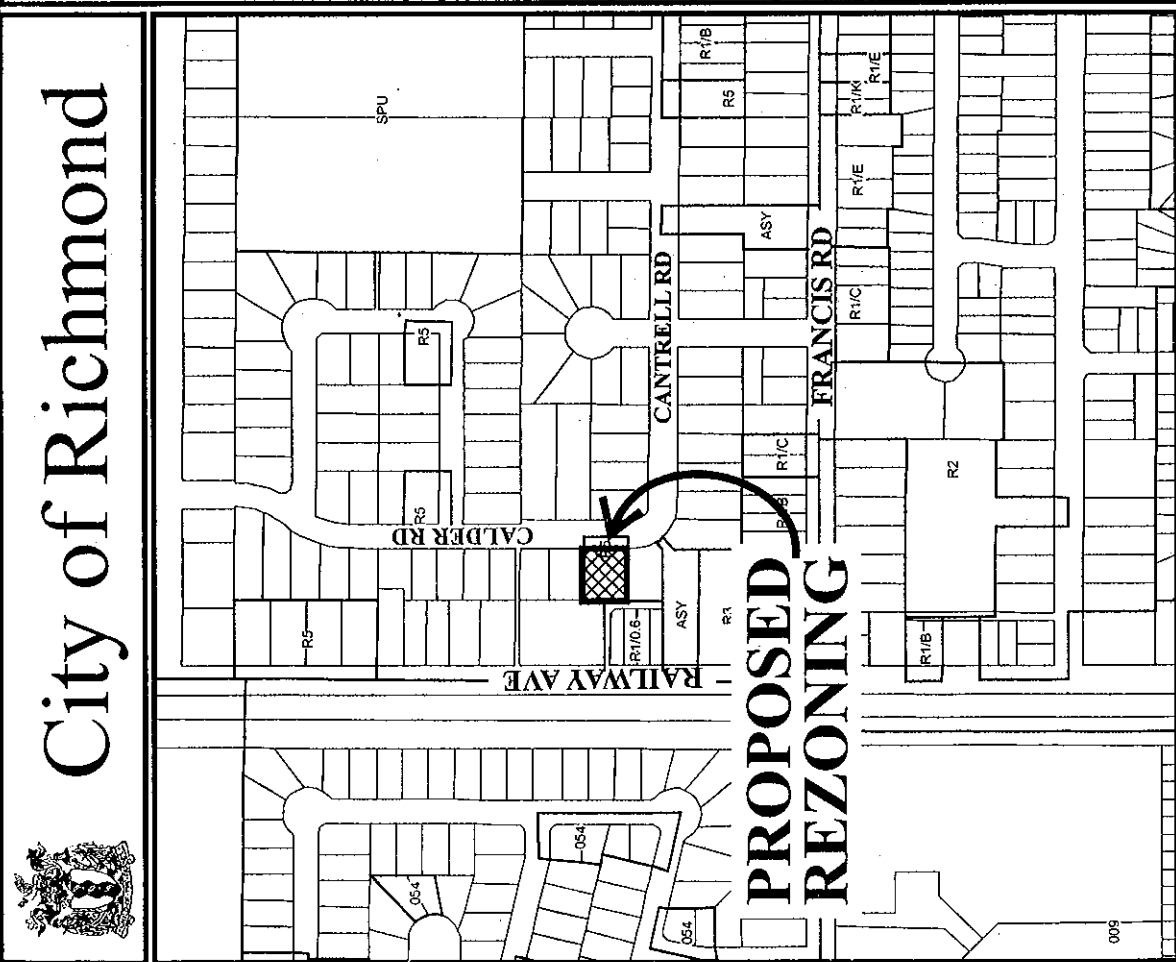 City of Richmond
SPU
R1/B
R5
R1/E
R1/K
R1/E
ASY
R1/C
FRANCIS RD
CANTRELL RD
R5
R5
CALDER RD
R5
R1/C
R2
R1/0.6
ASY
R3
R1/B
RAILWAY AVE
PROPOSED
REZONING
054
054
054
009